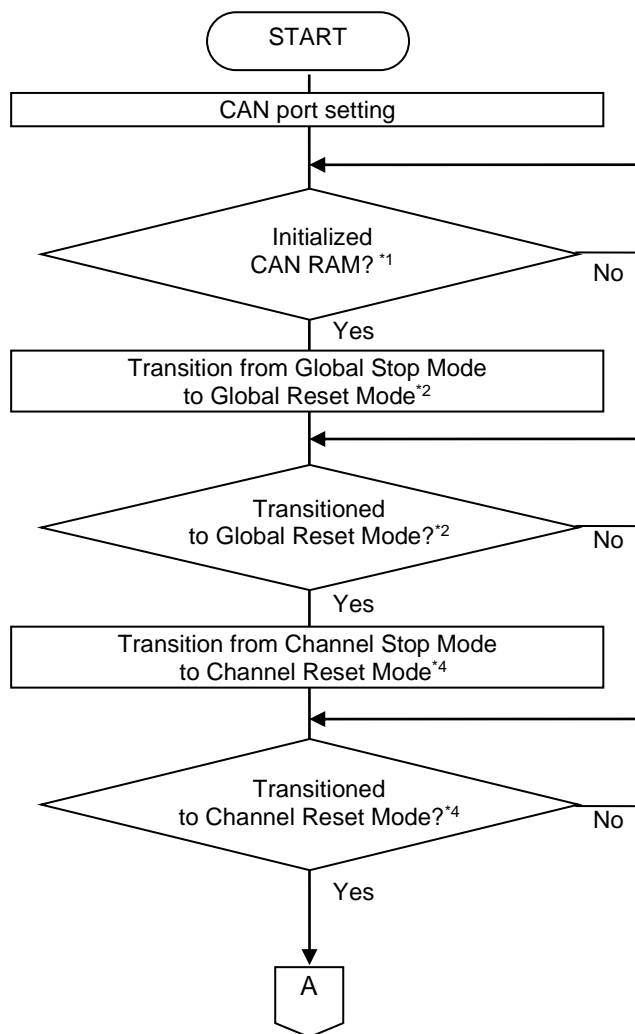 START
CAN port setting
Initialized
CAN RAM? *1
No
Yes
Transition from Global Stop Mode
to Global Reset Mode*2
Transitioned
to Global Reset Mode?*2
No
Yes
Transition from Channel Stop Mode
to Channel Reset Mode*4
Transitioned
to Channel Reset Mode?*4
No
Yes
A